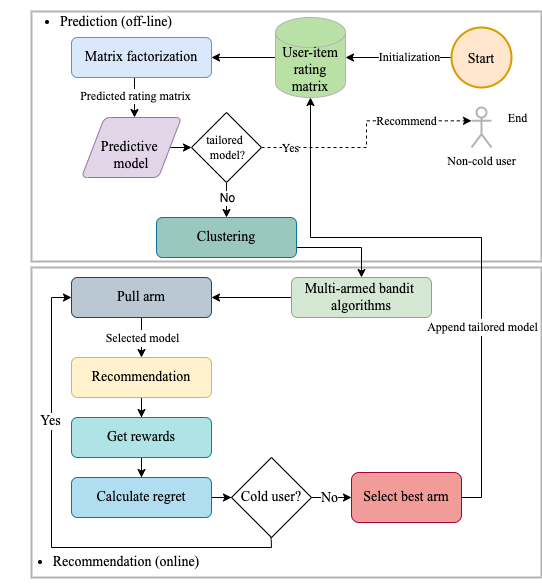 Prediction (off-line)
Matrix factorization
User-item
rating
matrix
Initialization
Start
Predicted rating matrix
Predictive
model
tailored
model?
Yes
Recommend
End
Non-cold user
No
Clustering
Pull arm
Multi-armed bandit
algorithms
Selected model
Append tailored model
Recommendation
Yes
Get rewards
Calculate regret
Cold user?
No
Select best arm
Recommendation (online)